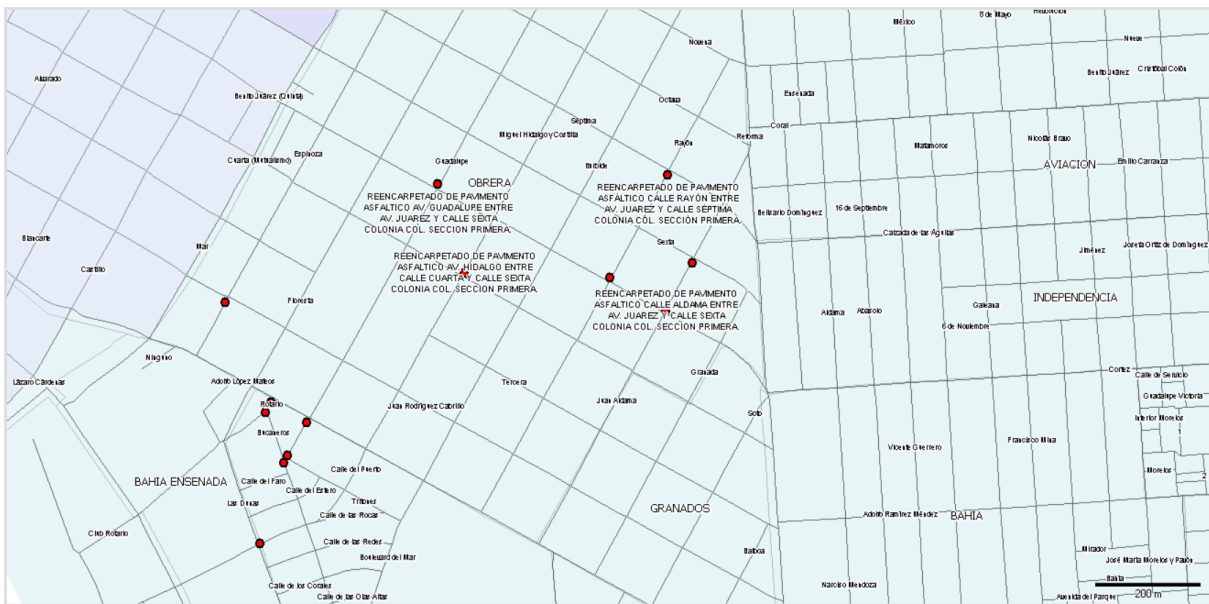 México
5 de Mayo
Novena
Alvarado
Ensenada
Benito Juárez
Cristóbal Colón
Benito Juárez (Quinta)
Octava
Séptima
Coral
Miguel Hidalgo y Costilla
Reforma
Rayón
Matamoros
Nicolás Bravo
Cuarta (Mutualismo)
Espinoza
Guadalupe
Iturbide
AVIACION
Emilio Carranza
OBRERA
REENCARPETADO DE PAVIMENTO
ASFALTICO AV. GUADALUPE ENTRE
AV. JUAREZ Y CALLE SEXTA
COLONIA COL. SECCION PRIMERA.
REENCARPETADO DE PAVIMENTO
ASFALTICO CALLE RAYÓN ENTRE
AV. JUAREZ Y CALLE SÉPTIMA
COLONIA COL. SECCION PRIMERA.
Belisario Domínguez
16 de Septiembre
Calzada de las Águilas
Blancarte
Mar
Sexta
Jiménez
Josefa Ortiz de Domínguez
Castillo
REENCARPETADO DE PAVIMENTO
ASFALTICO AV. HIDALGO ENTRE
CALLE CUARTA Y CALLE SEXTA
COLONIA COL. SECCION PRIMERA.
Floresta
REENCARPETADO DE PAVIMENTO
ASFALTICO CALLE ALDAMA ENTRE
AV. JUAREZ Y CALLE SEXTA
COLONIA COL. SECCION PRIMERA.
INDEPENDENCIA
Aldama
Abasolo
Galeana
6 de Noviembre
Ninguno
Lázaro Cárdenas
Adolfo López Mateos
Tercera
Granada
Cortez
Calle de Servicio
Rotario
Juan Rodríguez Cabrillo
Juan Aldama
Soto
Guadalupe Victoria
Interior Morelos
Bucaneros
Vicente Guerrero
Francisco Mina
Calle del Puerto
Morelos
BAHIA ENSENADA
Calle del Faro
Calle del Estero
2
Las Dunas
Tritones
GRANADOS
Calle de las Rocas
Adolfo Ramírez Méndez
BAHIA
Club Rotario
Calle de las Redes
Boulevard del Mar
Balboa
Mirador
José María Morelos y Pavón
Calle de los Corales
Narciso Mendoza
Bahía
Calle de las Olas Altas
200 m
Avenida del Parque